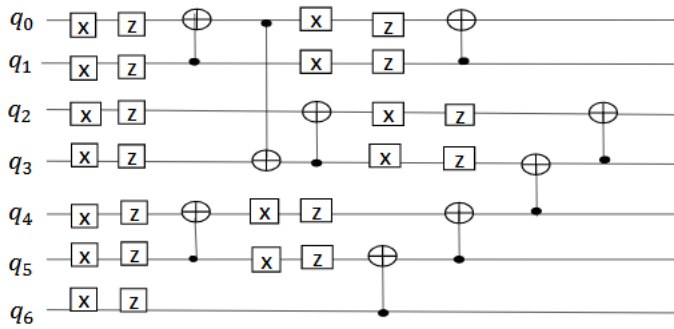 q₀ X Z X Z
q₁ X Z X Z
q₂ X Z X Z
q₃ X Z X Z
q₄ X Z X Z
q₅ X Z X Z
q₆ X Z